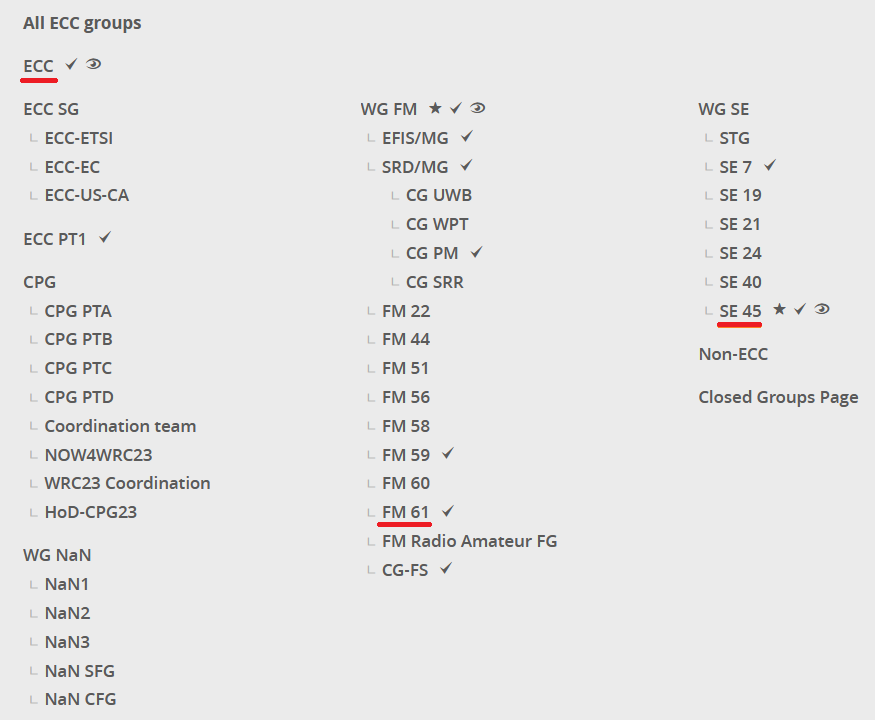 All ECC groups
ECC
ECC SG
ECC-ETSI
ECC-EC
ECC-US-CA
ECC PT1
CPG
CPG PTA
CPG PTB
CPG PTC
CPG PTD
Coordination team
NOW4WRC23
WRC23 Coordination
HoD-CPG23
WG NaN
NaN1
NaN2
NaN3
NaN SFG
NaN CFG
WG FM
EFIS/MG
SRD/MG
CG UWB
CG WPT
CG PM
CG SRR
FM 22
FM 44
FM 51
FM 56
FM 58
FM 59
FM 60
FM 61
FM Radio Amateur FG
CG-FS
WG SE
STG
SE 7
SE 19
SE 21
SE 24
SE 40
SE 45
Non-ECC
Closed Groups Page